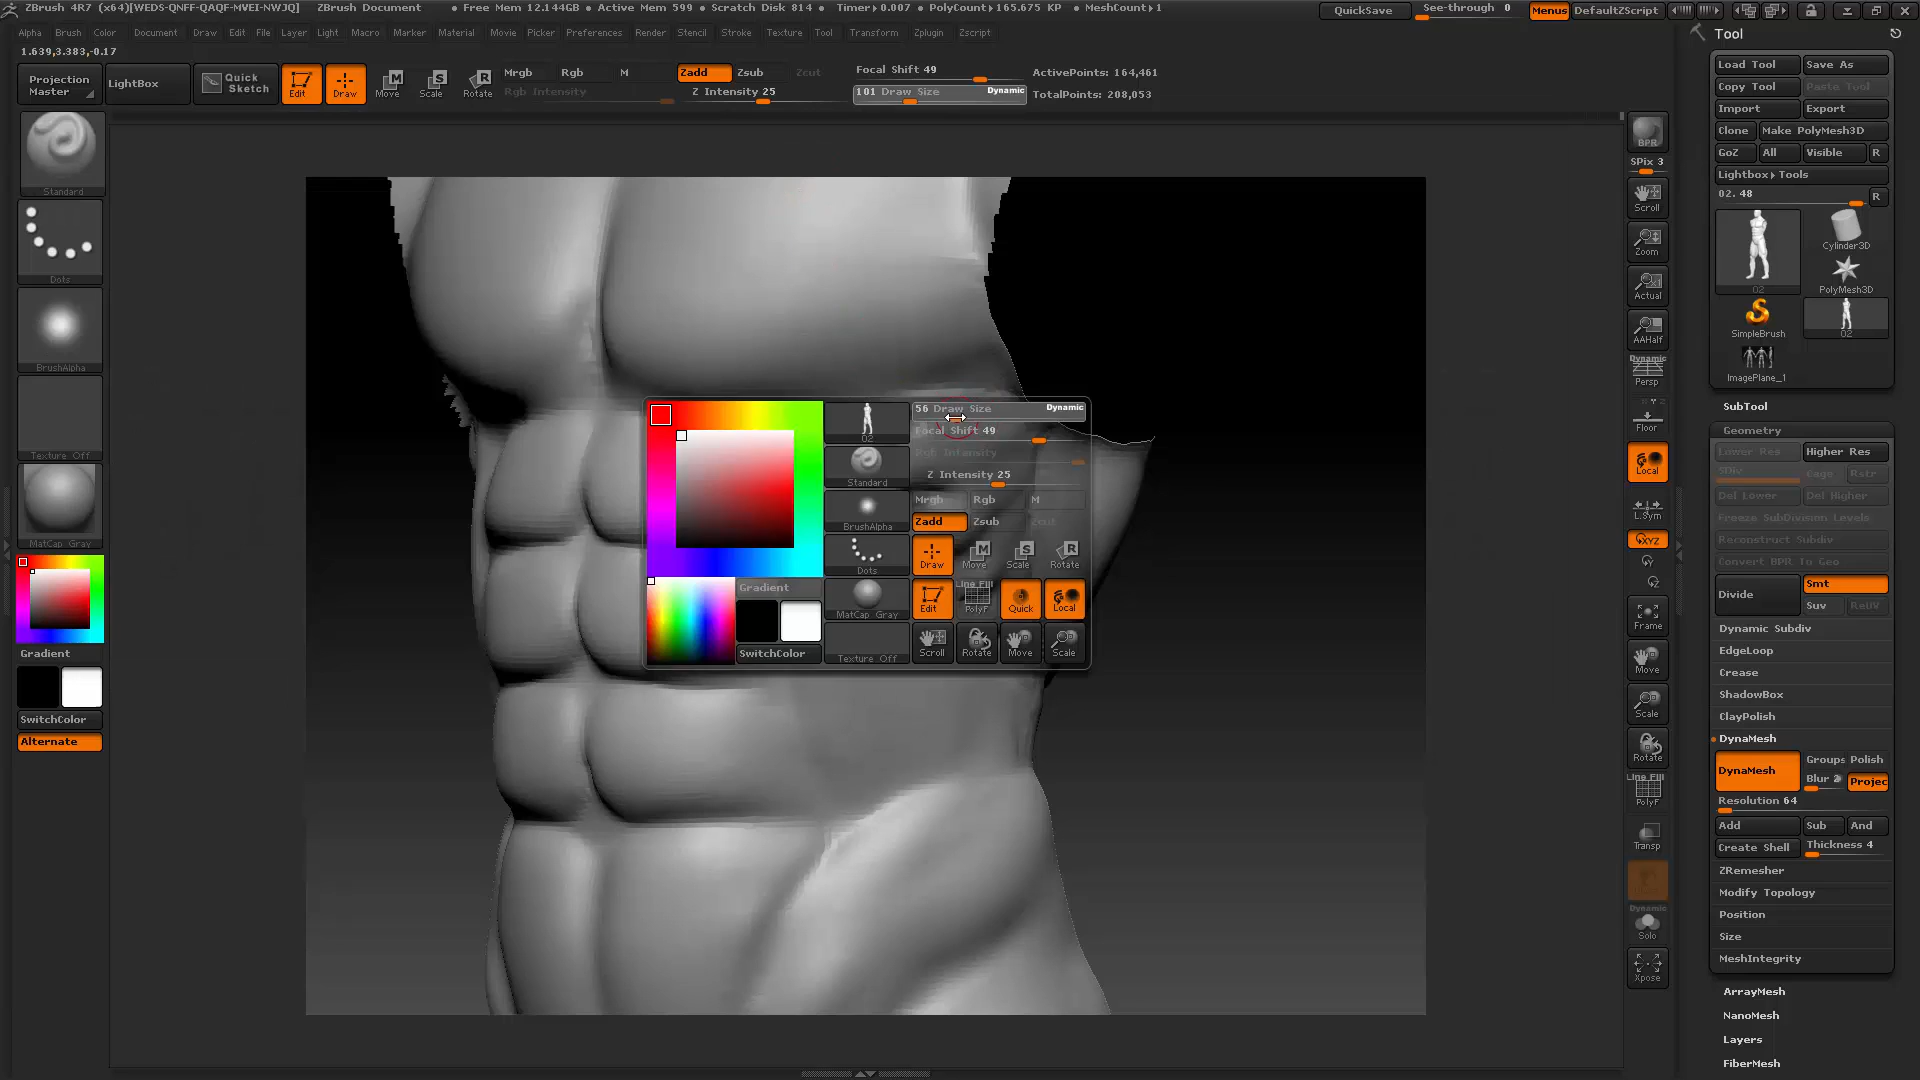 ZBrush 4R7 (x64)[WEDS-QNFF-QAQF-MVEI-NWJQ] ZBrush Document • Free Mem 12.144GB • Active Mem 599 • Scratch Disk 814 • Timer▸0.007 • PolyCount▸165.675 KP • MeshCount▸1 QuickSave See-through 0 Menus DefaultZScript
Alpha Brush Color Document Draw Edit File Layer Light Macro Marker Material Movie Picker Preferences Render Stencil Stroke Texture Tool Transform Zplugin Zscript
1.639,3.383,-0.17
Projection Master
LightBox
Quick Sketch
Edit
Draw
Move
Scale
Rotate
Mrgb Rgb M
Rgb Intensity
Zadd Zsub Zcut
Z Intensity 25
Focal Shift 49
101 Draw Size Dynamic
ActivePoints: 164,461
TotalPoints: 208,053
Standard
Dots
BrushAlpha
Texture Off
MatCap Gray
Gradient
SwitchColor
Alternate
02
Standard
BrushAlpha
Dots
MatCap Gray
Texture Off
Gradient
SwitchColor
56 Draw Size Dynamic
Focal Shift 49
Rgb Intensity
Z Intensity 25
Mrgb Rgb M
Zadd Zsub Zcut
Draw Move Scale Rotate
Line Fill
Edit PolyF Quick Local
Scroll Rotate Move Scale
BPR
SPix 3
Scroll
Zoom
Actual
AAHalf
Dynamic
Persp
Floor
Local
L.Sym
XYZ
Frame
Move
Scale
Rotate
Line Fill
PolyF
Transp
Dynamic
Solo
Xpose
Tool
Load Tool Save As
Copy Tool Paste Tool
Import Export
Clone Make PolyMesh3D
GoZ All Visible R
Lightbox▸Tools
02. 48 R
02
Cylinder3D
PolyMesh3D
SimpleBrush
02
ImagePlane_1
SubTool
Geometry
Lower Res Higher Res
SDiv Cage Rstr
Del Lower Del Higher
Freeze SubDivision Levels
Reconstruct Subdiv
Convert BPR To Geo
Divide Smt
Suv ReUV
Dynamic Subdiv
EdgeLoop
Crease
ShadowBox
ClayPolish
DynaMesh
DynaMesh Groups Polish
Blur 2 Projec
Resolution 64
Add Sub And
Create Shell Thickness 4
ZRemesher
Modify Topology
Position
Size
MeshIntegrity
ArrayMesh
NanoMesh
Layers
FiberMesh